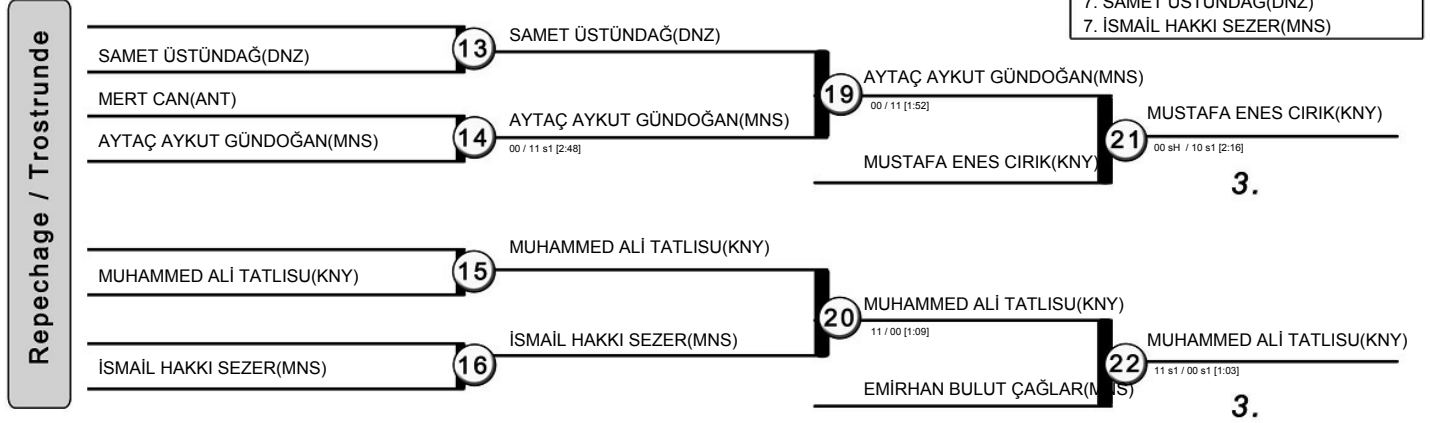 7. SAMET ÜSTÜNDAĞ(DNZ)
7. İSMAİL HAKKI SEZER(MNS)
Repechage / Trostrunde
SAMET ÜSTÜNDAĞ(DNZ)
13
SAMET ÜSTÜNDAĞ(DNZ)
MERT CAN(ANT)
AYTAÇ AYKUT GÜNDOĞAN(MNS)
14
AYTAÇ AYKUT GÜNDOĞAN(MNS)
00 / 11 s1 [2:48]
19
AYTAÇ AYKUT GÜNDOĞAN(MNS)
00 / 11 [1:52]
MUSTAFA ENES CIRIK(KNY)
21
MUSTAFA ENES CIRIK(KNY)
00 sH / 10 s1 [2:16]
3.
MUHAMMED ALİ TATLISU(KNY)
15
MUHAMMED ALİ TATLISU(KNY)
İSMAİL HAKKI SEZER(MNS)
16
İSMAİL HAKKI SEZER(MNS)
20
MUHAMMED ALİ TATLISU(KNY)
11 / 00 [1:09]
EMİRHAN BULUT ÇAĞLAR(MNS)
22
MUHAMMED ALİ TATLISU(KNY)
11 s1 / 00 s1 [1:03]
3.